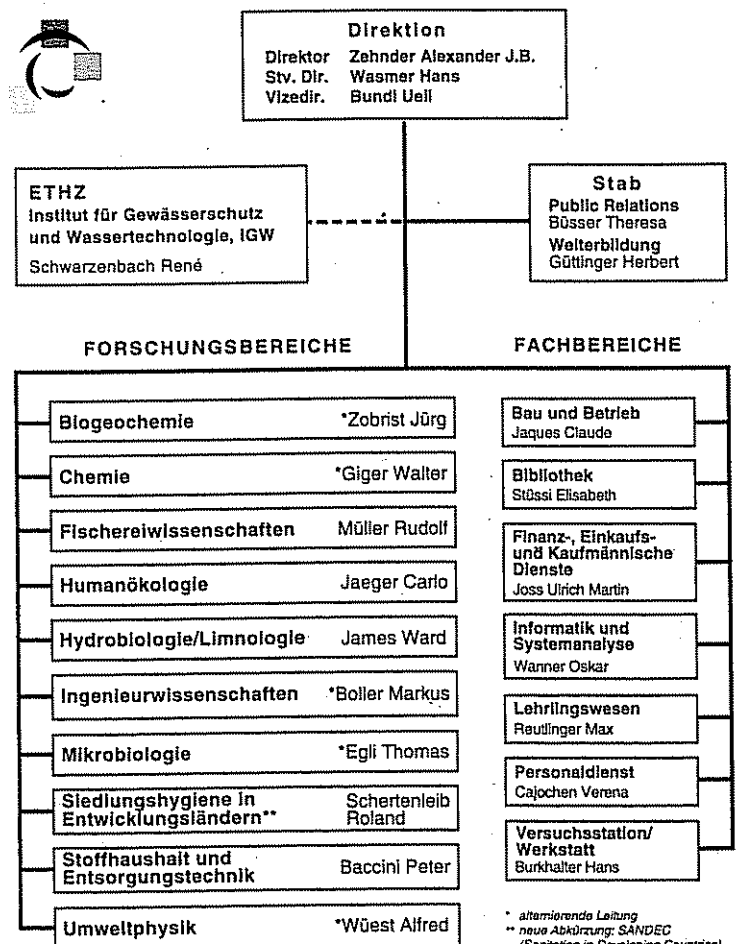 Direktion
Direktor Zehnder Alexander J.B.
Stv. Dir. Wasmer Hans
Vizedir. Bundi Ueli
ETHZ
Institut für Gewässerschutz
und Wassertechnologie, IGW
Schwarzenbach René
Stab
Public Relations
Büsser Theresa
Weiterbildung
Güttinger Herbert
FORSCHUNGSBEREICHE
Biogeochemie *Zobrist Jürg
Chemie *Giger Walter
Fischereiwissenschaften Müller Rudolf
Humanökologie Jaeger Carlo
Hydrobiologie/Limnologie James Ward
Ingenieurwissenschaften *Boller Markus
Mikrobiologie *Egli Thomas
Siedlungshygiene in Schertenleib
Entwicklungsländern** Roland
Stoffhaushalt und
Entsorgungstechnik Baccini Peter
Umweltphysik *Wüest Alfred
FACHBEREICHE
Bau und Betrieb
Jaques Claude
Bibliothek
Stüssi Elisabeth
Finanz-, Einkaufs-
und Kaufmännische
Dienste
Joss Ulrich Martin
Informatik und
Systemanalyse
Wanner Oskar
Lehrlingswesen
Reutlinger Max
Personaldienst
Cajochen Verena
Versuchsstation/
Werkstatt
Burkhalter Hans
* alternierende Leitung
** neue Abkürzung: SANDEC
(Sanitation in Developing Countries)